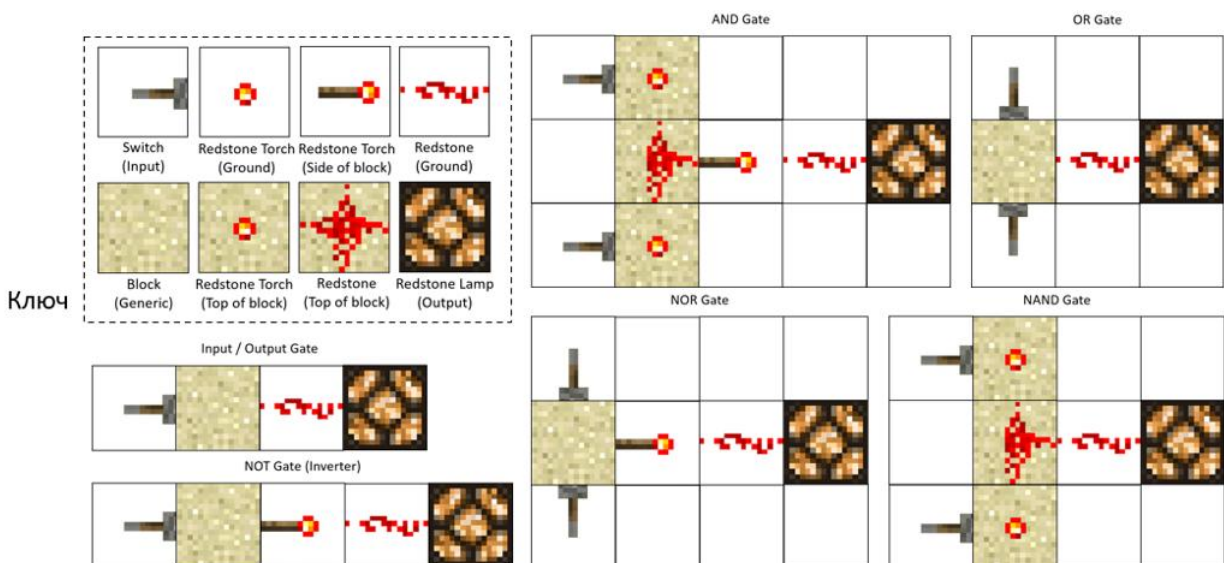 AND Gate
OR Gate
Switch
(Input)
Redstone Torch
(Ground)
Redstone Torch
(Side of block)
Redstone
(Ground)
Block
(Generic)
Redstone Torch
(Top of block)
Redstone
(Top of block)
Redstone Lamp
(Output)
Ключ
NOR Gate
NAND Gate
Input / Output Gate
NOT Gate (Inverter)